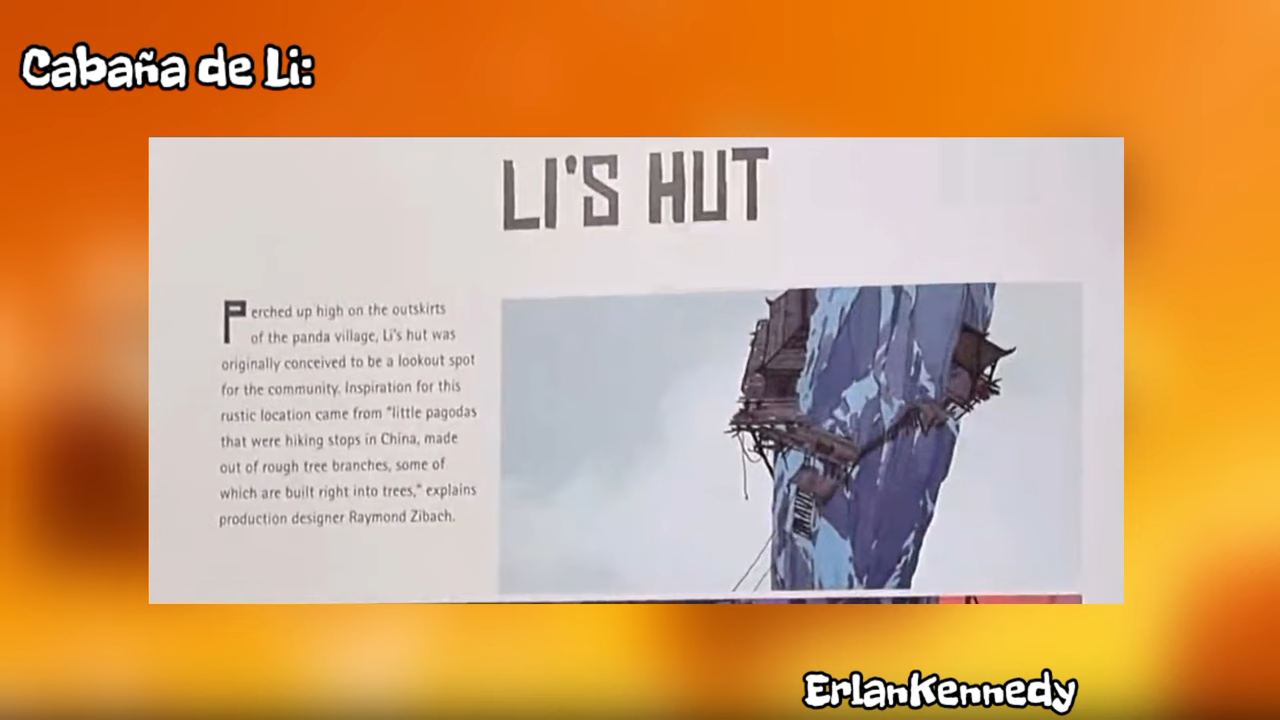 Cabaña de Li:
LI'S HUT
Perched up high on the outskirts
of the panda village, Li's hut was
originally conceived to be a lookout spot
for the community. Inspiration for this
rustic location came from "little pagodas
that were hiking stops in China, made
out of rough tree branches, some of
which are built right into trees," explains
production designer Raymond Zibach.
ErlanKennedy